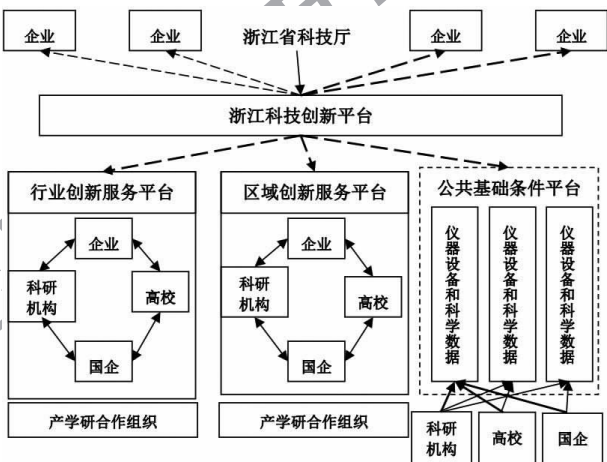 企业
企业
浙江省科技厅
企业
企业
浙江科技创新平台
行业创新服务平台
企业
科研
机构
高校
国企
产学研合作组织
区域创新服务平台
企业
科研
机构
高校
国企
产学研合作组织
公共基础条件平台
仪器设备和科学数据
仪器设备和科学数据
仪器设备和科学数据
科研
机构
高校
国企